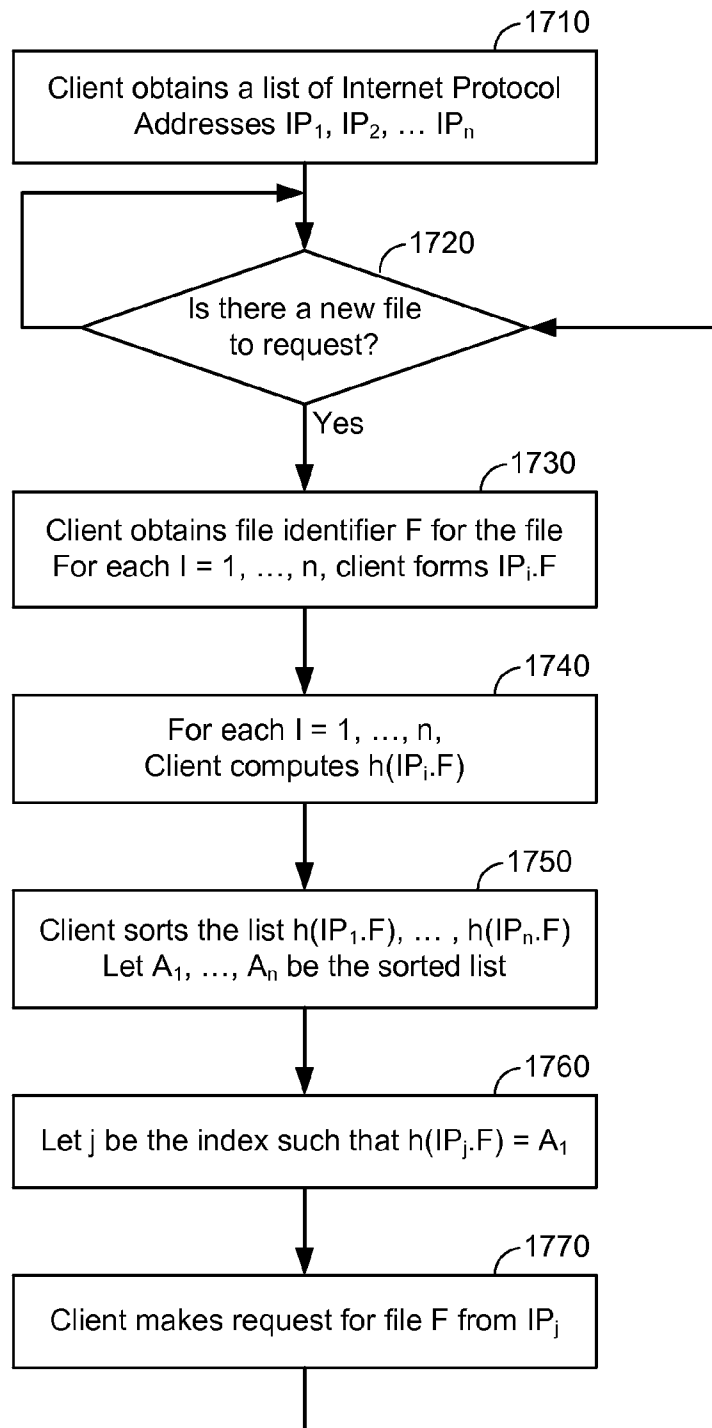 1710
Client obtains a list of Internet Protocol
Addresses IP₁, IP₂, … IPₙ
1720
Is there a new file
to request?
Yes
1730
Client obtains file identifier F for the file
For each I = 1, …, n, client forms IPᵢ.F
1740
For each I = 1, …, n,
Client computes h(IPᵢ.F)
1750
Client sorts the list h(IP₁.F), … , h(IPₙ.F)
Let A₁, …, Aₙ be the sorted list
1760
Let j be the index such that h(IPⱼ.F) = A₁
1770
Client makes request for file F from IPⱼ